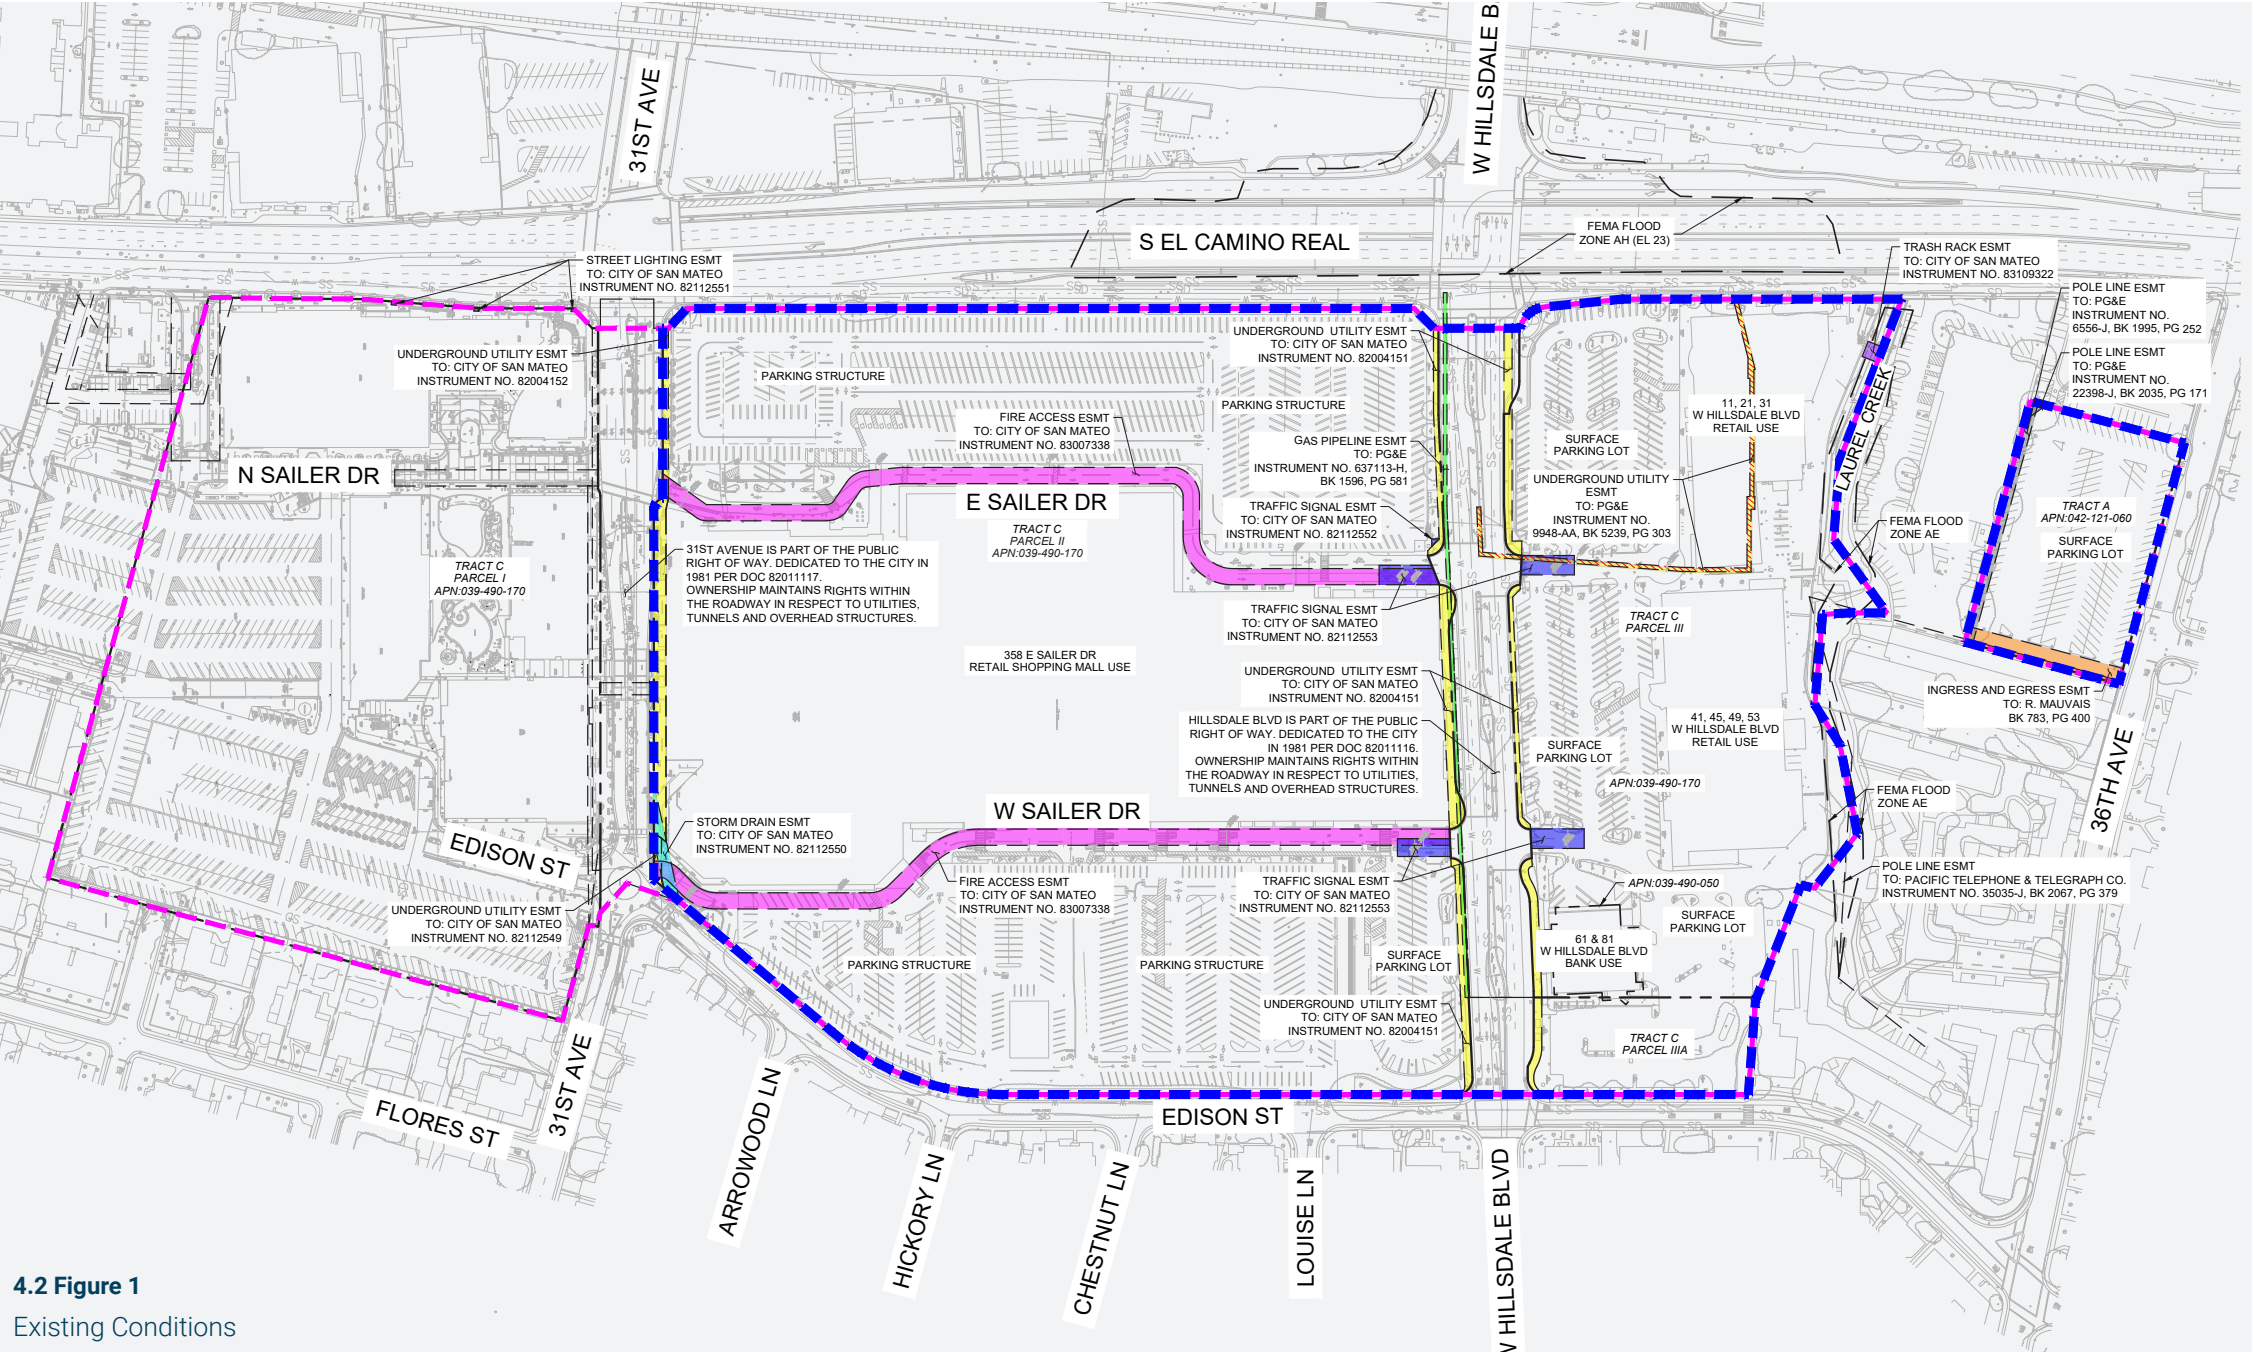 31ST AVE
W HILLSDALE B
S EL CAMINO REAL
FEMA FLOOD
ZONE AH (EL 23)
STREET LIGHTING ESMT
TO: CITY OF SAN MATEO
INSTRUMENT NO. 82112551
TRASH RACK ESMT
TO: CITY OF SAN MATEO
INSTRUMENT NO. 83109322
POLE LINE ESMT
TO: PG&E
INSTRUMENT NO.
6556-J, BK 1995, PG 252
POLE LINE ESMT
TO: PG&E
INSTRUMENT NO.
22398-J, BK 2035, PG 171
UNDERGROUND UTILITY ESMT
TO: CITY OF SAN MATEO
INSTRUMENT NO. 82004152
PARKING STRUCTURE
UNDERGROUND UTILITY ESMT
TO: CITY OF SAN MATEO
INSTRUMENT NO. 82004151
PARKING STRUCTURE
FIRE ACCESS ESMT
TO: CITY OF SAN MATEO
INSTRUMENT NO. 83007338
GAS PIPELINE ESMT
TO: PG&E
INSTRUMENT NO. 637113-H,
BK 1596, PG 581
SURFACE
PARKING LOT
11, 21, 31
W HILLSDALE BLVD
RETAIL USE
LAUREL CREEK
N SAILER DR
E SAILER DR
TRACT C
PARCEL II
APN:039-490-170
TRAFFIC SIGNAL ESMT
TO: CITY OF SAN MATEO
INSTRUMENT NO. 82112552
UNDERGROUND UTILITY
ESMT
TO: PG&E
INSTRUMENT NO.
9948-AA, BK 5239, PG 303
FEMA FLOOD
ZONE AE
TRACT A
APN:042-121-060
SURFACE
PARKING LOT
TRACT C
PARCEL I
APN:039-490-170
31ST AVENUE IS PART OF THE PUBLIC
RIGHT OF WAY. DEDICATED TO THE CITY IN
1981 PER DOC 82011117.
OWNERSHIP MAINTAINS RIGHTS WITHIN
THE ROADWAY IN RESPECT TO UTILITIES,
TUNNELS AND OVERHEAD STRUCTURES.
TRAFFIC SIGNAL ESMT
TO: CITY OF SAN MATEO
INSTRUMENT NO. 82112553
TRACT C
PARCEL III
358 E SAILER DR
RETAIL SHOPPING MALL USE
UNDERGROUND UTILITY ESMT
TO: CITY OF SAN MATEO
INSTRUMENT NO. 82004151
INGRESS AND EGRESS ESMT
TO: R. MAUVAIS
BK 783, PG 400
HILLSDALE BLVD IS PART OF THE PUBLIC
RIGHT OF WAY. DEDICATED TO THE CITY
IN 1981 PER DOC 82011116.
OWNERSHIP MAINTAINS RIGHTS WITHIN
THE ROADWAY IN RESPECT TO UTILITIES,
TUNNELS AND OVERHEAD STRUCTURES.
41, 45, 49, 53
W HILLSDALE BLVD
RETAIL USE
SURFACE
PARKING LOT
APN:039-490-170
36TH AVE
FEMA FLOOD
ZONE AE
W SAILER DR
STORM DRAIN ESMT
TO: CITY OF SAN MATEO
INSTRUMENT NO. 82112550
EDISON ST
FIRE ACCESS ESMT
TO: CITY OF SAN MATEO
INSTRUMENT NO. 83007338
TRAFFIC SIGNAL ESMT
TO: CITY OF SAN MATEO
INSTRUMENT NO. 82112553
APN:039-490-050
POLE LINE ESMT
TO: PACIFIC TELEPHONE & TELEGRAPH CO.
INSTRUMENT NO. 35035-J, BK 2067, PG 379
UNDERGROUND UTILITY ESMT
TO: CITY OF SAN MATEO
INSTRUMENT NO. 82112549
SURFACE
PARKING LOT
61 & 81
W HILLSDALE BLVD
BANK USE
PARKING STRUCTURE
PARKING STRUCTURE
SURFACE
PARKING LOT
UNDERGROUND UTILITY ESMT
TO: CITY OF SAN MATEO
INSTRUMENT NO. 82004151
TRACT C
PARCEL IIIA
31ST AVE
FLORES ST
EDISON ST
ARROWOOD LN
HICKORY LN
CHESTNUT LN
LOUISE LN
W HILLSDALE BLVD
4.2 Figure 1
Existing Conditions